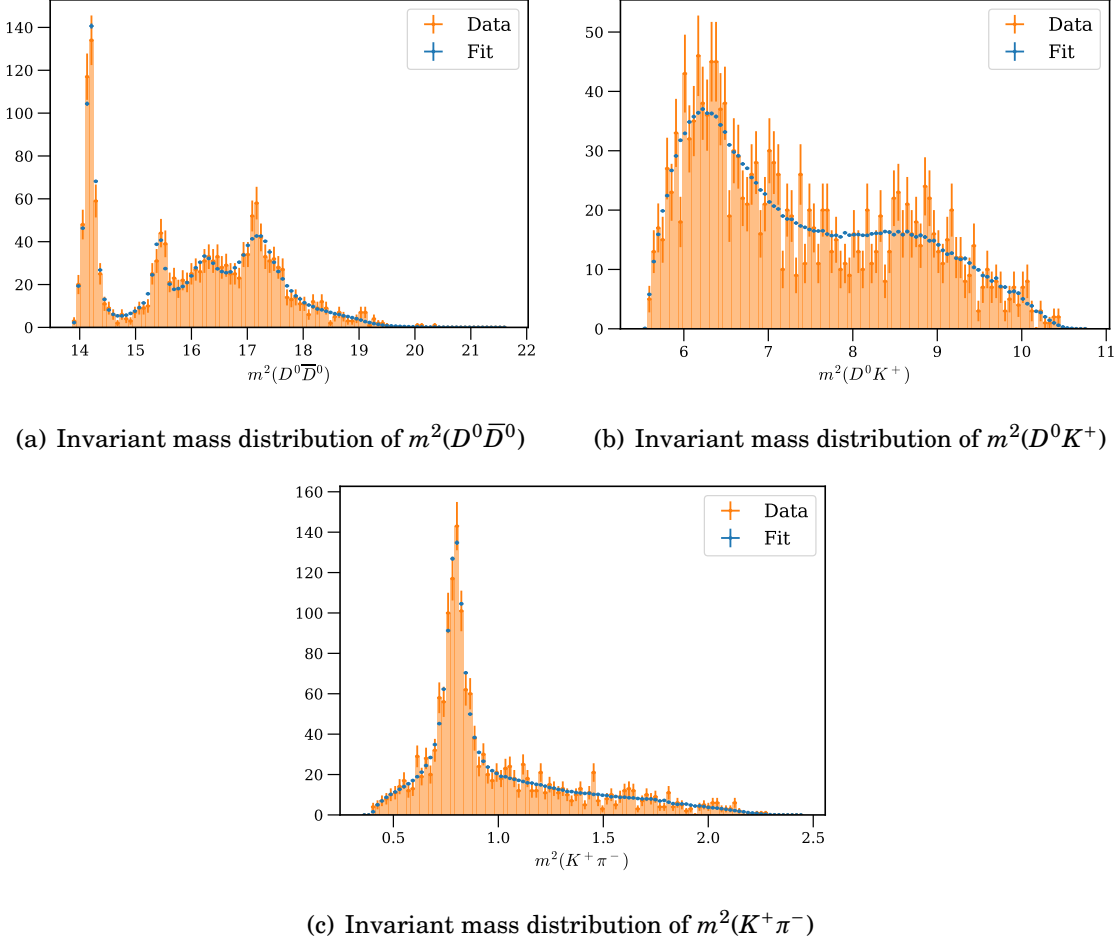 140
120
100
80
60
40
20
0
14 15 16 17 18 19 20 21 22
m²(D⁰D̅⁰)
Data
Fit
50
40
30
20
10
0
6 7 8 9 10 11
m²(D⁰K⁺)
Data
Fit
(a) Invariant mass distribution of m²(D⁰D̅⁰)
(b) Invariant mass distribution of m²(D⁰K⁺)
160
140
120
100
80
60
40
20
0
0.5 1.0 1.5 2.0 2.5
m²(K⁺π⁻)
Data
Fit
(c) Invariant mass distribution of m²(K⁺π⁻)